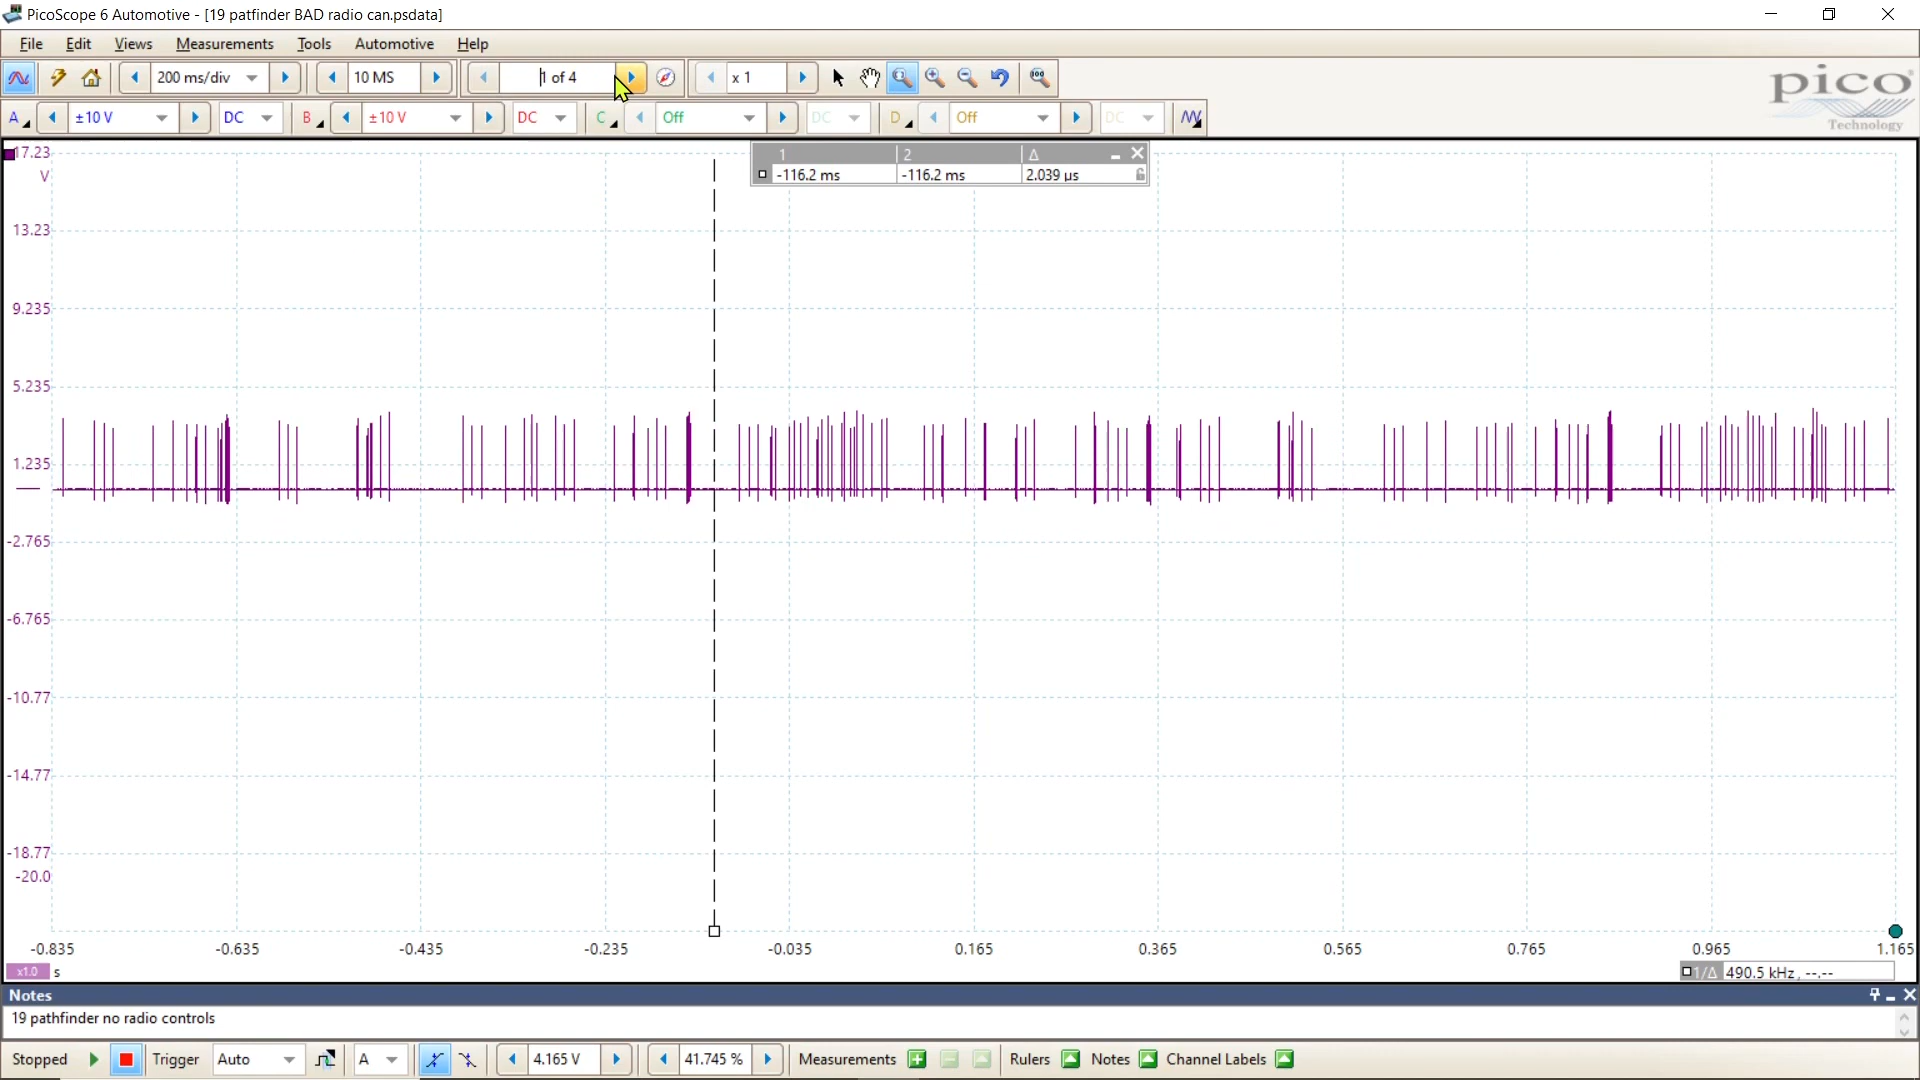 PicoScope 6 Automotive - [19 patfinder BAD radio can.psdata]
File Edit Views Measurements Tools Automotive Help
200 ms/div 10 MS 1 of 4 x 1
A ±10 V DC B ±10 V DC C Off DC D Off DC
pico
Technology
1 2 Δ
-116.2 ms -116.2 ms 2.039 µs
17.23
V
13.23
9.235
5.235
1.235
-2.765
-6.765
-10.77
-14.77
-18.77
-20.0
-0.835 -0.635 -0.435 -0.235 -0.035 0.165 0.365 0.565 0.765 0.965 1.165
x1.0 s
1/Δ 490.5 kHz, --.--
Notes
19 pathfinder no radio controls
Stopped Trigger Auto A 4.165 V 41.745 % Measurements Rulers Notes Channel Labels